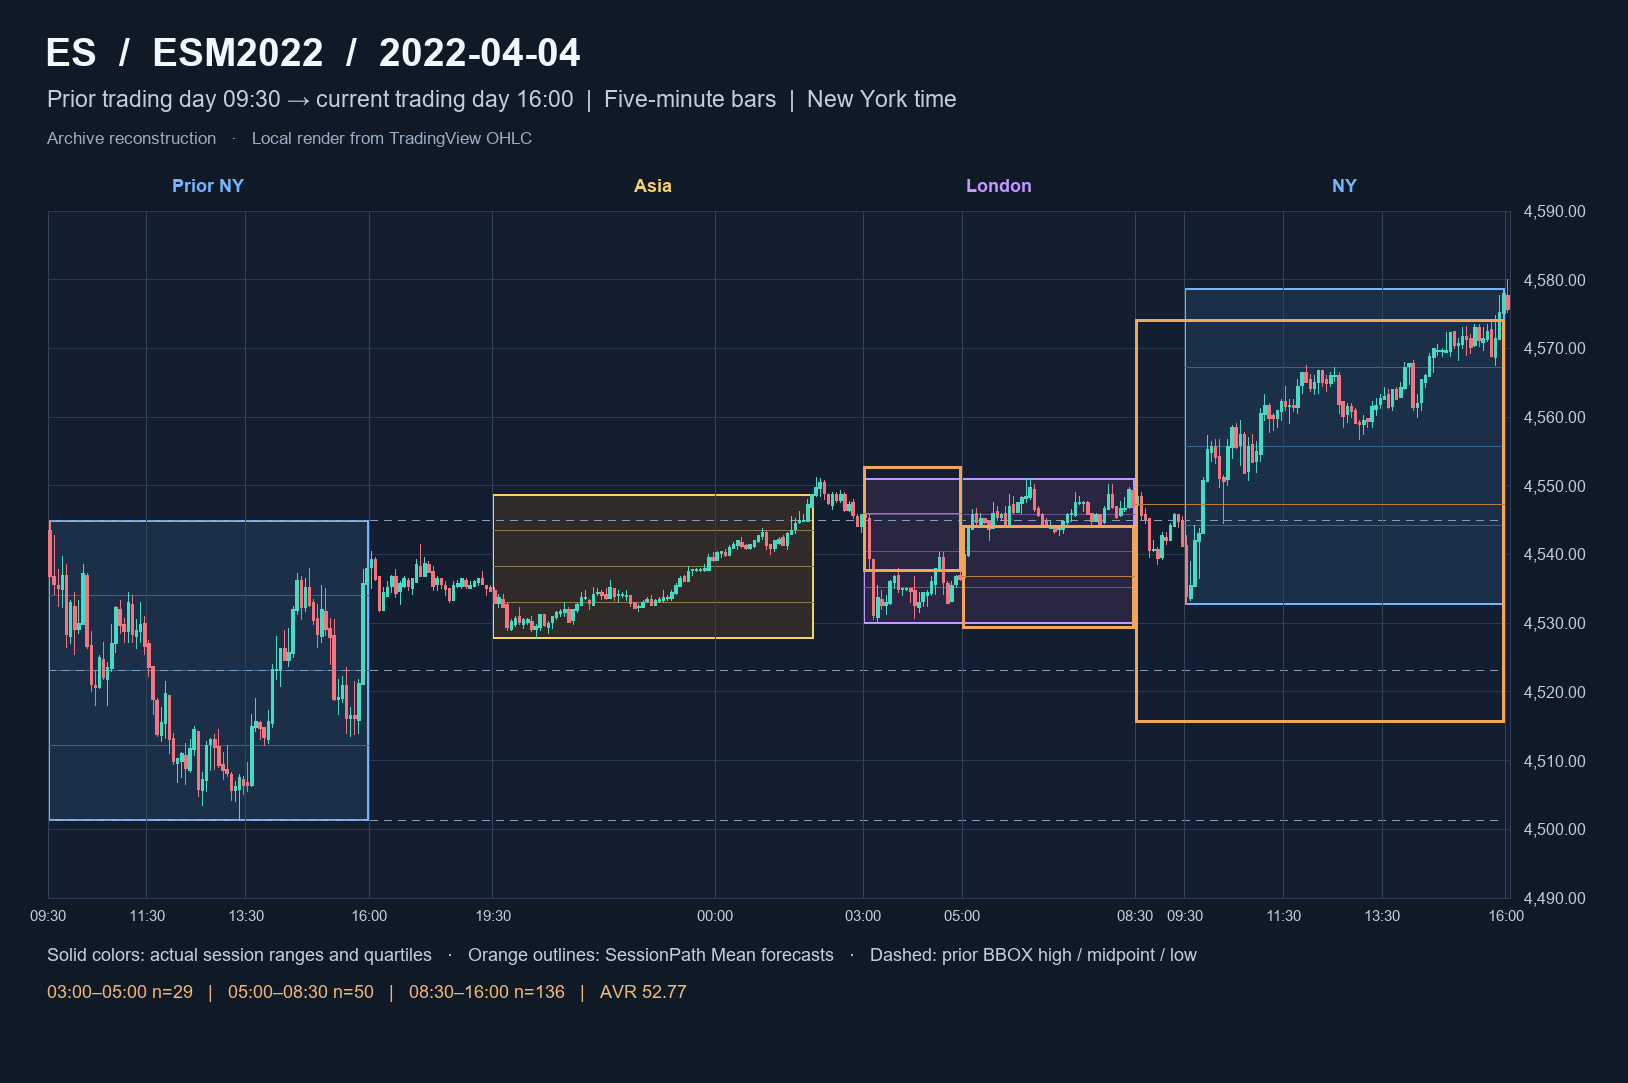 ES / ESM2022 / 2022-04-04
Prior trading day 09:30 → current trading day 16:00 | Five-minute bars | New York time
Archive reconstruction · Local render from TradingView OHLC
Prior NY Asia London NY
4,590.00
4,580.00
4,570.00
4,560.00
4,550.00
4,540.00
4,530.00
4,520.00
4,510.00
4,500.00
4,490.00
09:30 11:30 13:30 16:00 19:30 00:00 03:00 05:00 08:30 09:30 11:30 13:30 16:00
Solid colors: actual session ranges and quartiles · Orange outlines: SessionPath Mean forecasts · Dashed: prior BBOX high / midpoint / low
03:00–05:00 n=29 | 05:00–08:30 n=50 | 08:30–16:00 n=136 | AVR 52.77